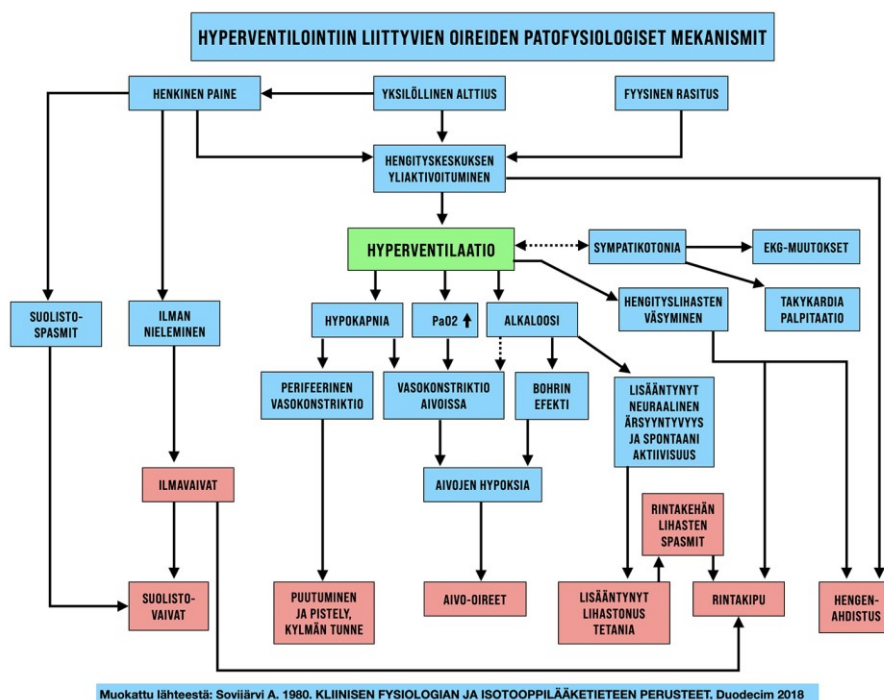 HYPERVENTILOINTIIN LIITTYVIEN OIREIDEN PATOFYSIOLOGISET MEKANISMIT
HENKINEN PAINE
YKSILÖLLINEN ALTTIUS
FYYSINEN RASITUS
HENGITYSKESKUKSEN
YLIAKTIVOITUMINEN
HYPERVENTILAATIO
SYMPATIKOTONIA
EKG-MUUTOKSET
SUOLISTO-
SPASMIT
ILMAN
NIELEMINEN
HYPOKAPNIA
PaO2
ALKALOOSI
HENGITYSLIHASTEN
VÄSYMINEN
TAKYKARDIA
PALPITAATIO
PERIFEERINEN
VASOKONSTRIKTIO
VASOKONSTRIKTIO
AIVOISSA
BOHRIN
EFEKTI
LISÄÄNTYNYT
NEURAALINEN
ÄRSYYNTYVYYS
JA SPONTAANI
AKTIIVISUUS
ILMAVAIVAT
AIVOJEN HYPOKSIA
RINTAKEHÄN
LIHASTEN
SPASMIT
SUOLISTO-
VAIVAT
PUUTUMINEN
JA PISTELY,
KYLMÄN TUNNE
AIVO-OIREET
LISÄÄNTYNYT
LIHASTONUS
TETANIA
RINTAKIPU
HENGEN-
AHDISTUS
Muokattu lähteestä: Sovijärvi A. 1980. KLIINISEN FYSIOLOGIAN JA ISOTOOPPILÄÄKETIETEEN PERUSTEET. Duodecim 2018